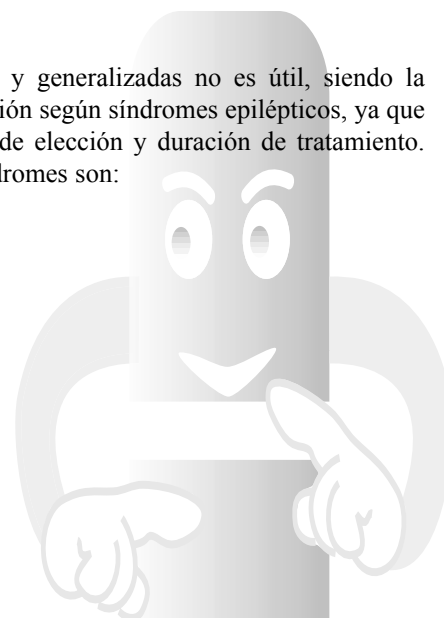 y generalizadas no es útil, siendo la
ión según síndromes epilépticos, ya que
de elección y duración de tratamiento.
dromes son: